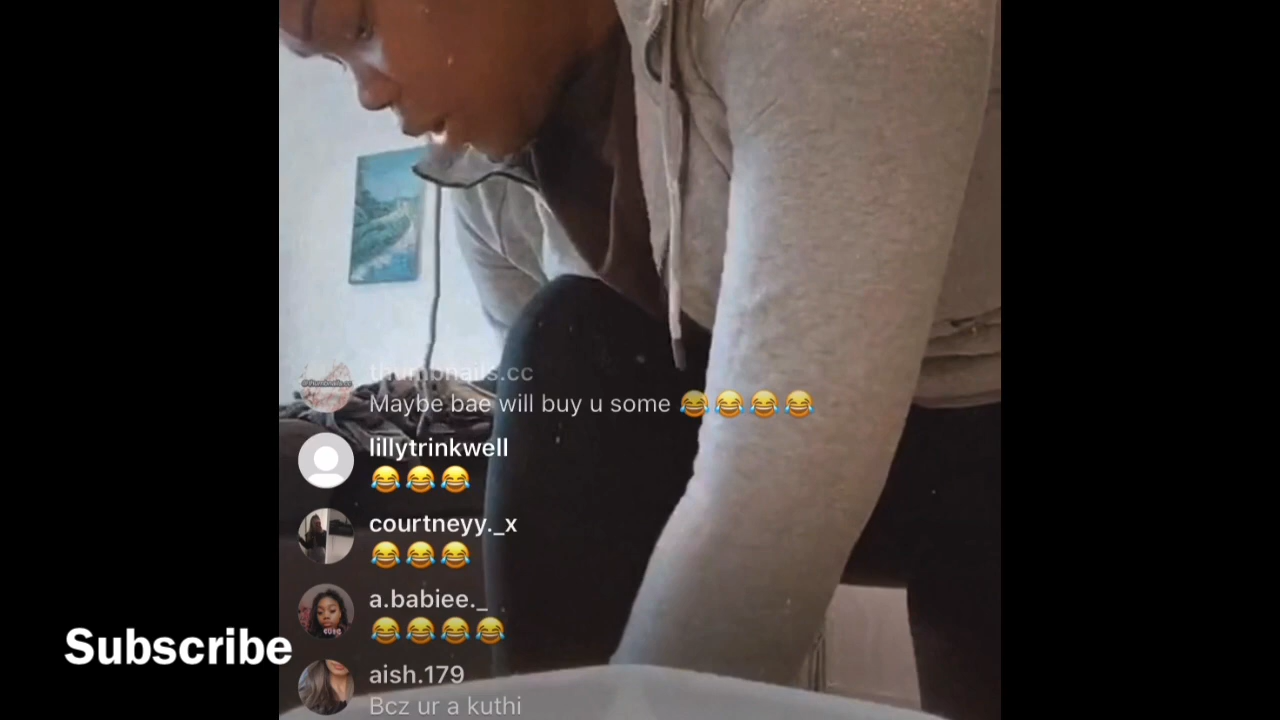 thumbnails.cc
Maybe bae will buy u some 😂😂😂😂
lillytrinkwell
😂😂😂
courtneyy._x
😂😂😂
a.babiee._
😂😂😂😂
Subscribe
aish.179
Bcz ur a kuthi